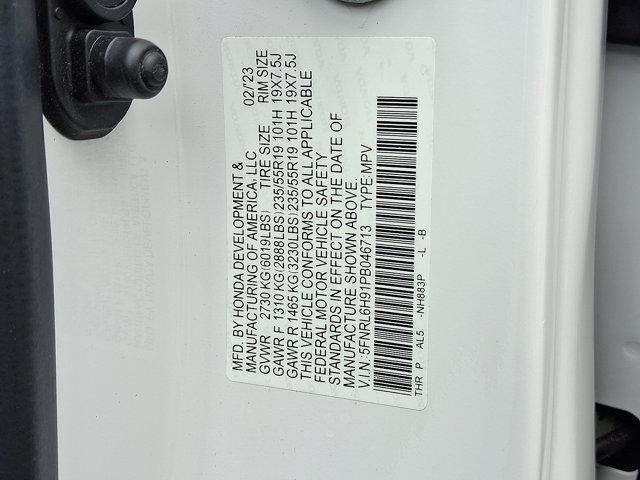 MFD. BY HONDA DEVELOPMENT &
MANUFACTURING OF AMERICA, LLC 02/'23
GVWR 2730 KG(6019LBS) TIRE SIZE RIM SIZE
GAWR F 1310 KG(2888LBS)235/55R19 101H 19X7.5J
GAWR R 1465 KG(3230LBS)235/55R19 101H 19X7.5J
THIS VEHICLE CONFORMS TO ALL APPLICABLE
FEDERAL MOTOR VEHICLE SAFETY
STANDARDS IN EFFECT ON THE DATE OF
MANUFACTURE SHOWN ABOVE.
V.I.N. 5FNRL6H91PB046713 TYPE:MPV
THR P AL5 -NH883P -L -B